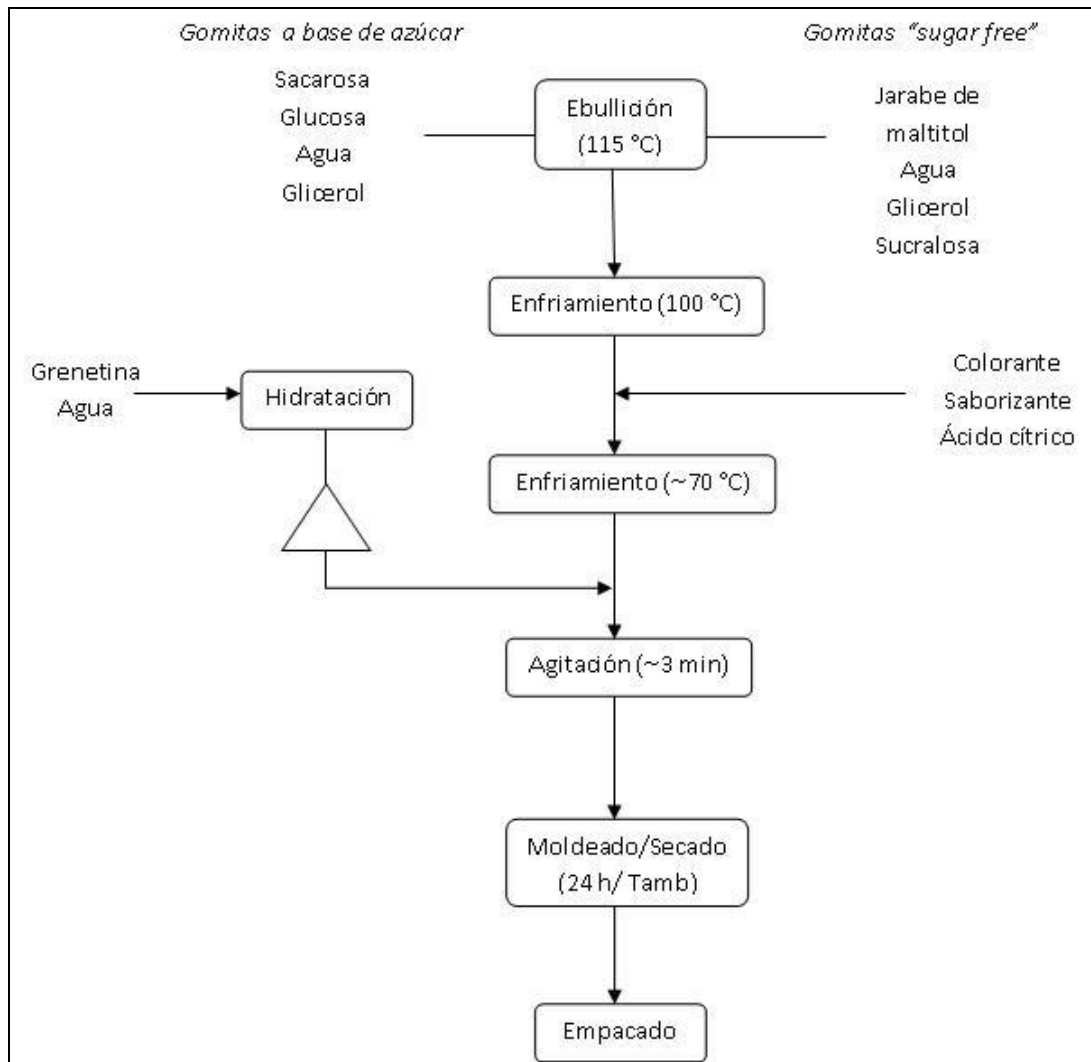 Gomitas a base de azúcar
Gomitas "sugar free"
Sacarosa
Glucosa
Agua
Glicerol
Ebullición
(115 °C)
Jarabe de
maltitol
Agua
Glicerol
Sucralosa
Enfriamiento (100 °C)
Grenetina
Agua
Hidratación
Colorante
Saborizante
Ácido cítrico
Enfriamiento (~70 °C)
Agitación (~3 min)
Moldeado/Secado
(24 h/ Tamb)
Empacado